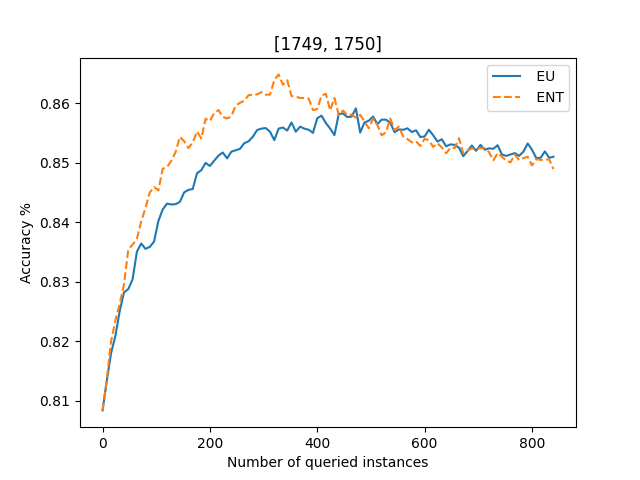 [1749, 1750]
EU
ENT
0.86
0.85
0.84
0.83
0.82
0.81
Accuracy %
0 200 400 600 800
Number of queried instances